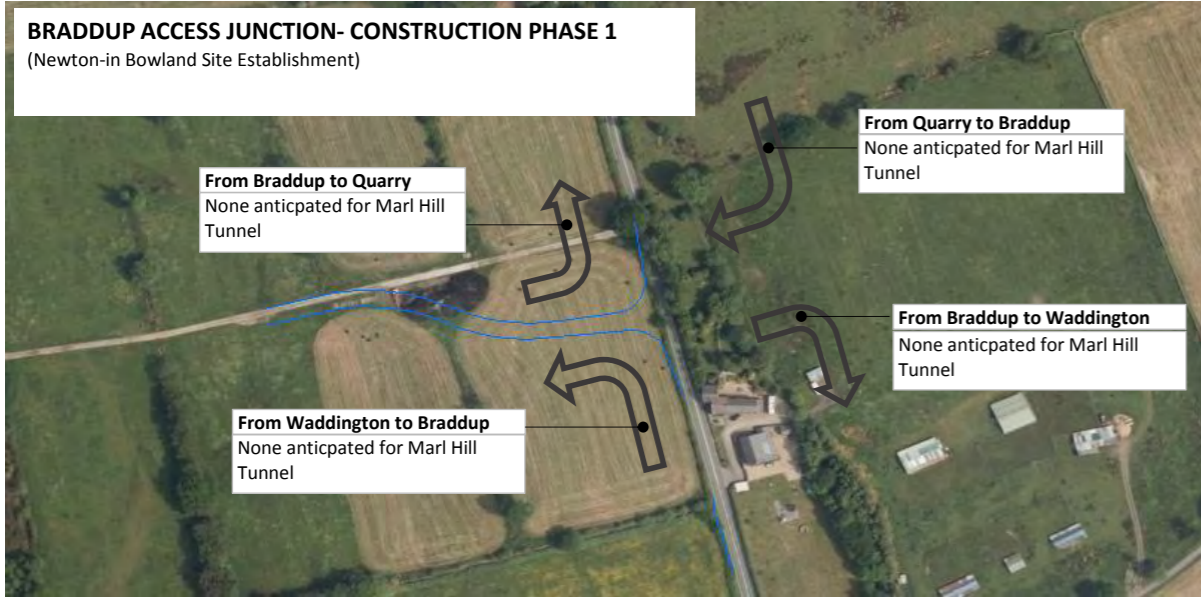 BRADDUP ACCESS JUNCTION- CONSTRUCTION PHASE 1
(Newton-in Bowland Site Establishment)
From Quarry to Braddup
None anticpated for Marl Hill
Tunnel
From Braddup to Quarry
None anticpated for Marl Hill
Tunnel
From Braddup to Waddington
None anticpated for Marl Hill
Tunnel
From Waddington to Braddup
None anticpated for Marl Hill
Tunnel